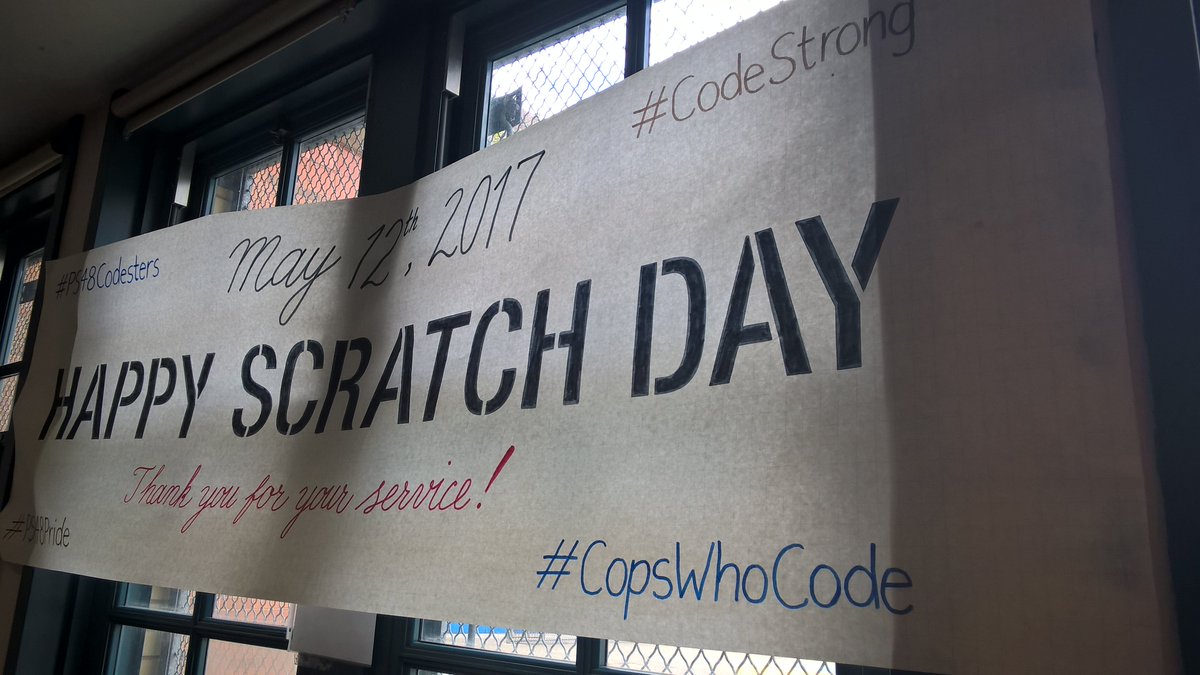 #CodeStrong
May 12th, 2017
#PS48Codesters
HAPPY SCRATCH DAY
Thank you for your service!
#PS48Pride
#CopsWhoCode